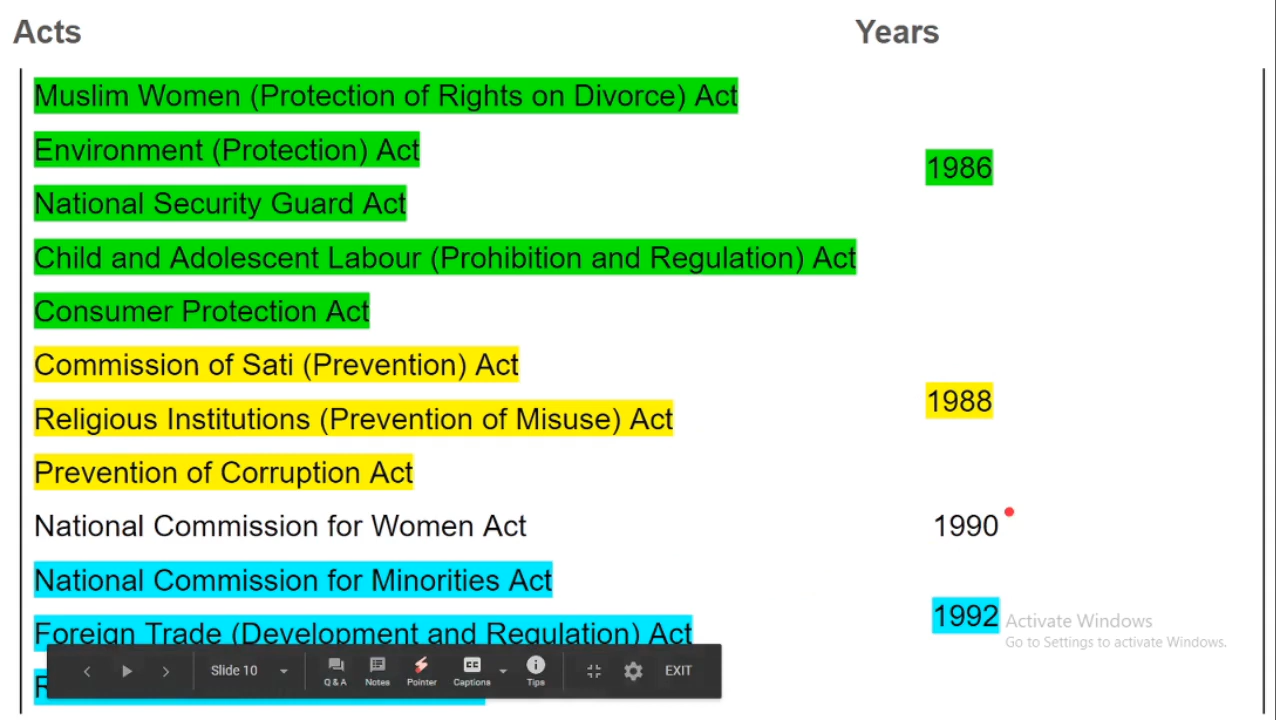 Acts Years
Muslim Women (Protection of Rights on Divorce) Act
Environment (Protection) Act
1986
National Security Guard Act
Child and Adolescent Labour (Prohibition and Regulation) Act
Consumer Protection Act
Commission of Sati (Prevention) Act
1988
Religious Institutions (Prevention of Misuse) Act
Prevention of Corruption Act
National Commission for Women Act 1990
National Commission for Minorities Act
1992
Activate Windows
Foreign Trade (Development and Regulation) Act
Go to Settings to activate Windows.
Slide 10
EXIT
Q & A Notes Pointer Captions Tips